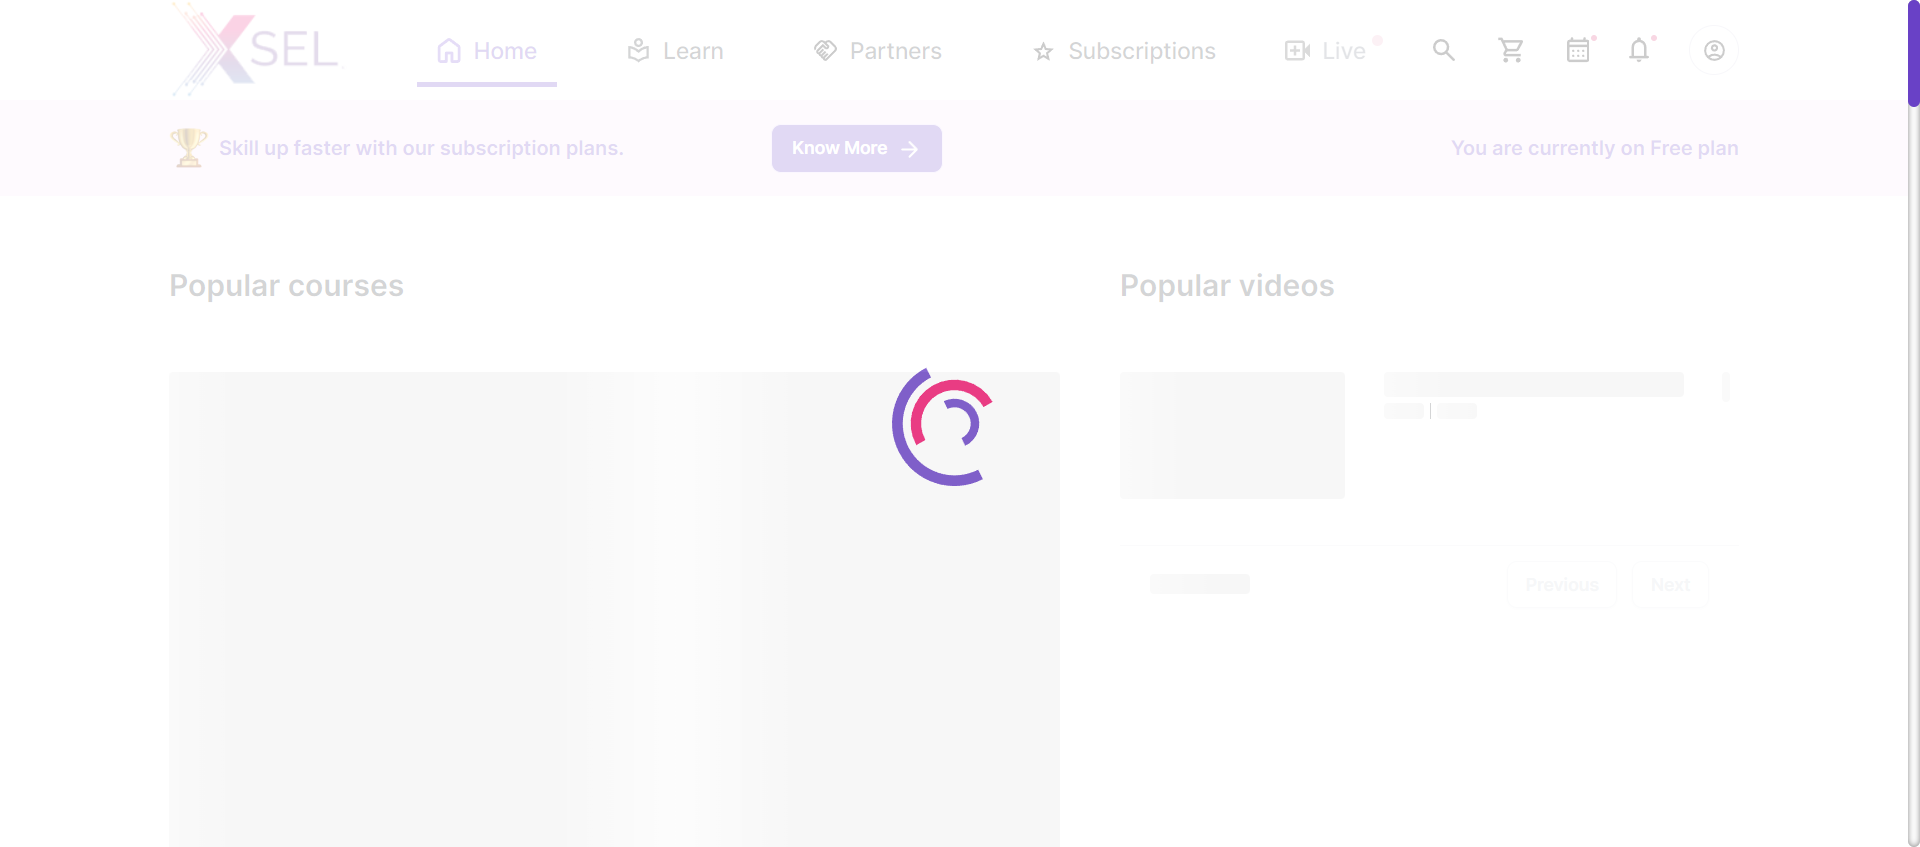 XSEL
Home
Learn
Partners
Subscriptions
Live
Skill up faster with our subscription plans.
Know More
You are currently on Free plan
Popular courses
Popular videos
Previous
Next